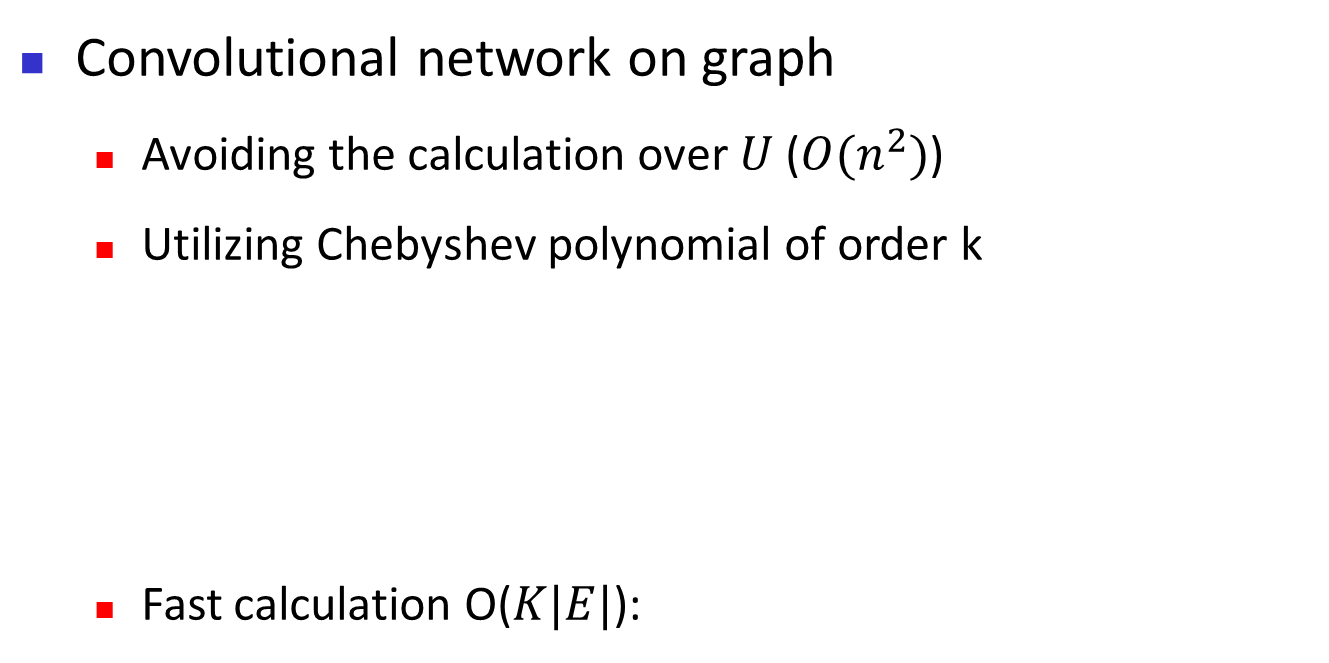 Convolutional network on graph
Avoiding the calculation over U (O(n²))
Utilizing Chebyshev polynomial of order k
Fast calculation O(K|E|):